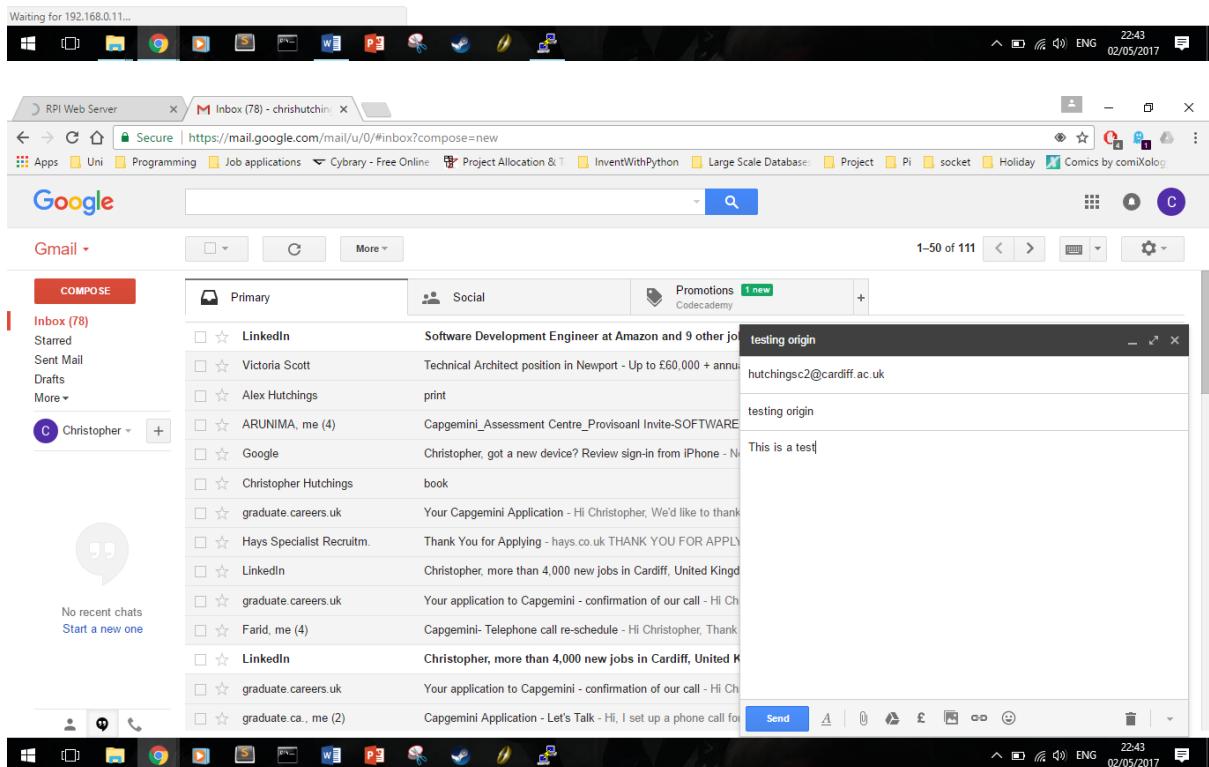 Waiting for 192.168.0.11...
ENG 22:43
02/05/2017
RPI Web Server Inbox (78) - chrishutching
Secure https://mail.google.com/mail/u/0/#inbox?compose=new
Apps Uni Programming Job applications Cybrary - Free Online Project Allocation & T InventWithPython Large Scale Database Project Pi socket Holiday Comics by comiXolog
Google C
Gmail More 1–50 of 111
COMPOSE Primary Social Promotions 1 new +
Codecademy
Inbox (78)
Starred
Sent Mail
Drafts
More
C Christopher +
No recent chats
Start a new one
LinkedIn Software Development Engineer at Amazon and 9 other jo
Victoria Scott Technical Architect position in Newport - Up to £60,000 + annu
Alex Hutchings print
ARUNIMA, me (4) Capgemini_Assessment Centre_Provisoanl Invite-SOFTWARE
Google Christopher, got a new device? Review sign-in from iPhone - N
Christopher Hutchings book
graduate.careers.uk Your Capgemini Application - Hi Christopher, We'd like to thank
Hays Specialist Recruitm. Thank You for Applying - hays.co.uk THANK YOU FOR APPLY
LinkedIn Christopher, more than 4,000 new jobs in Cardiff, United Kingd
graduate.careers.uk Your application to Capgemini - confirmation of our call - Hi Ch
Farid, me (4) Capgemini- Telephone call re-schedule - Hi Christopher, Thank
LinkedIn Christopher, more than 4,000 new jobs in Cardiff, United K
graduate.careers.uk Your application to Capgemini - confirmation of our call - Hi Ch
graduate.ca., me (2) Capgemini Application - Let's Talk - Hi, I set up a phone call fo
testing origin
hutchingsc2@cardiff.ac.uk
testing origin
This is a test
Send A £
ENG 22:43
02/05/2017